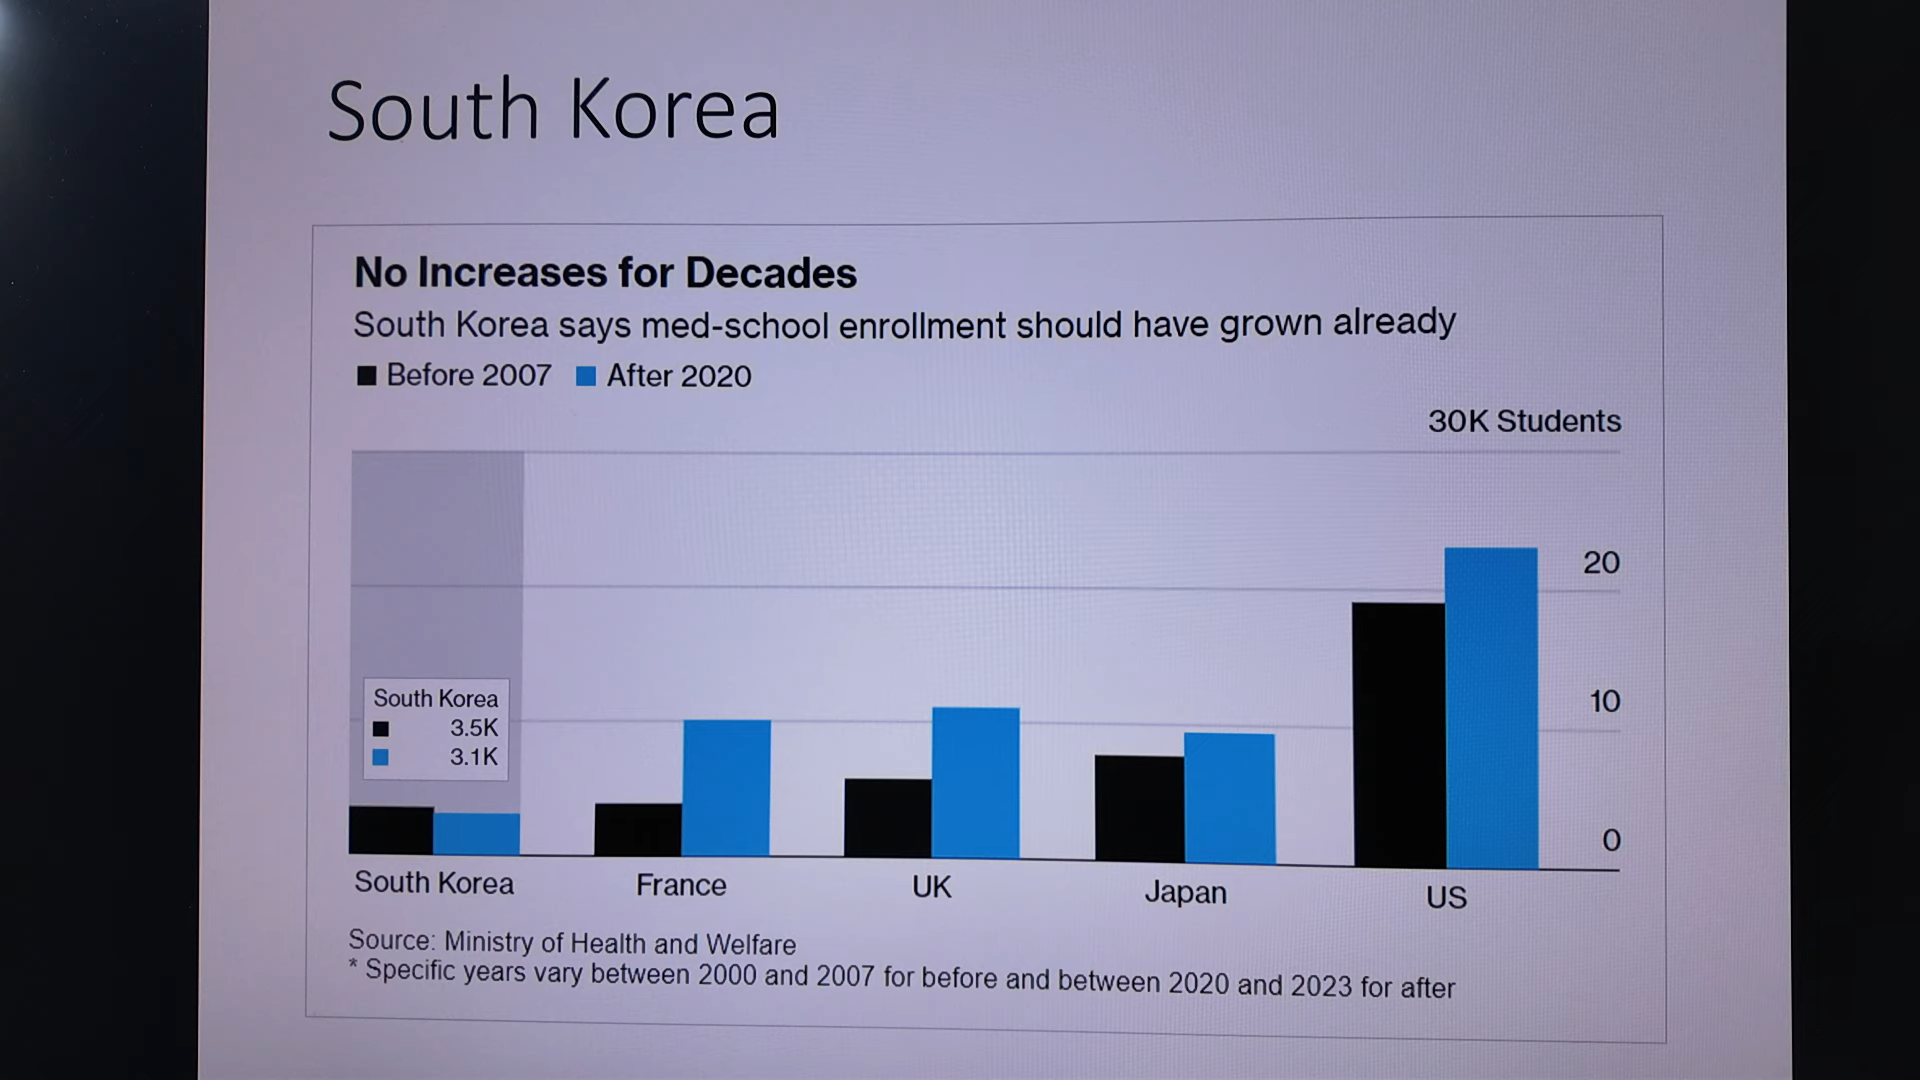 South Korea
No Increases for Decades
South Korea says med-school enrollment should have grown already
Before 2007 After 2020
30K Students
20
10
0
South Korea
3.5K
3.1K
South Korea France UK Japan US
Source: Ministry of Health and Welfare
* Specific years vary between 2000 and 2007 for before and between 2020 and 2023 for after